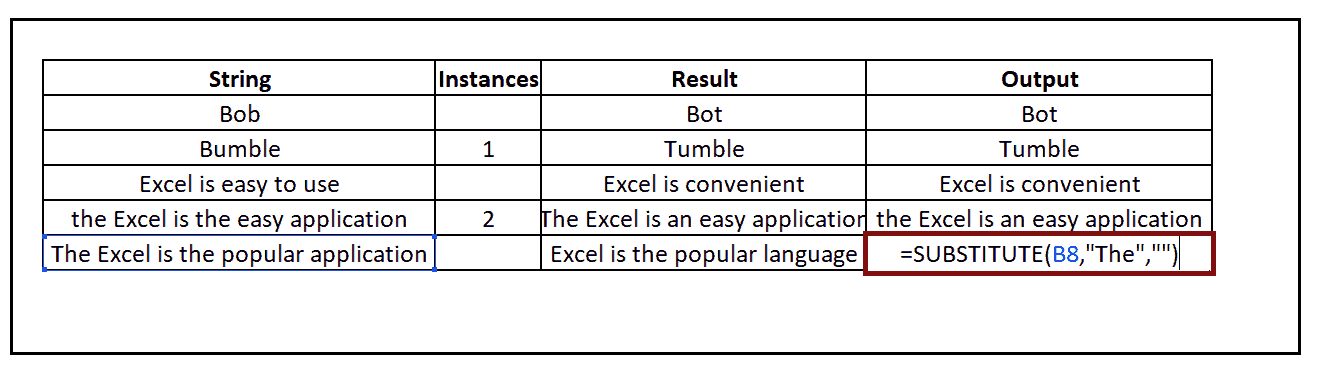 String Instances Result Output
Bob Bot Bot
Bumble 1 Tumble Tumble
Excel is easy to use Excel is convenient Excel is convenient
the Excel is the easy application 2 The Excel is an easy application the Excel is an easy application
The Excel is the popular application Excel is the popular language =SUBSTITUTE(B8,"The","")